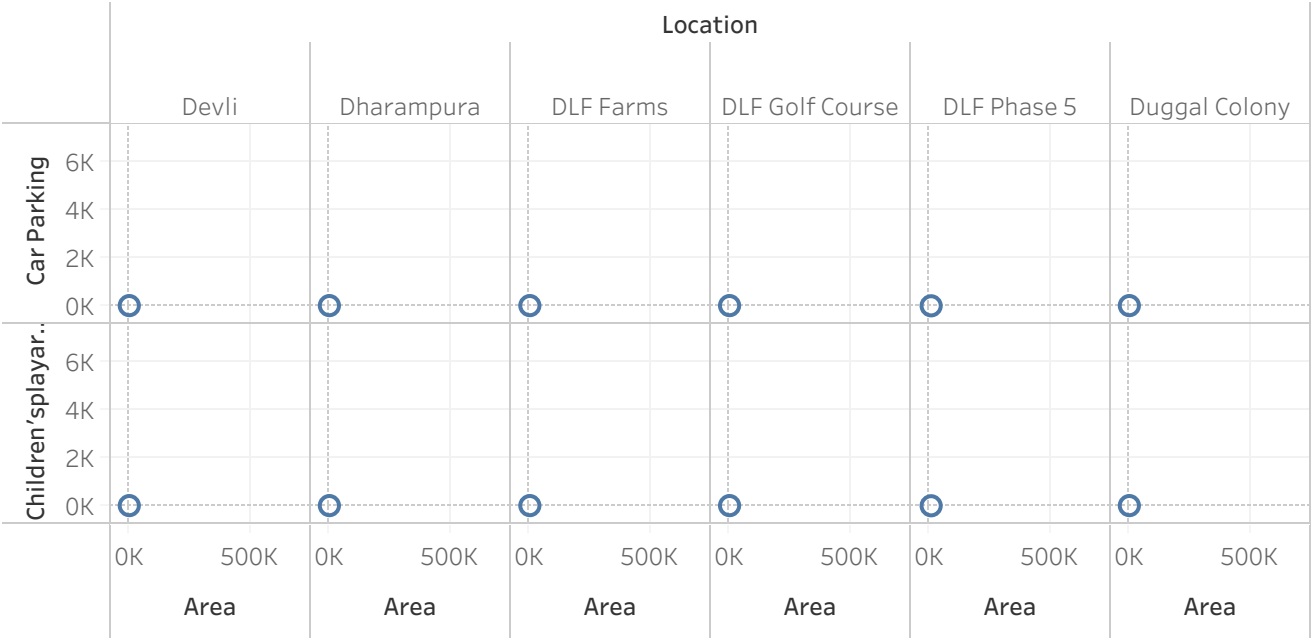 Location
Devli
Dharampura
DLF Farms
DLF Golf Course
DLF Phase 5
Duggal Colony
Car Parking
6K
4K
2K
0K
Children'splayar..
6K
4K
2K
0K
0K 500K 0K 500K 0K 500K 0K 500K 0K 500K 0K 500K
Area Area Area Area Area Area